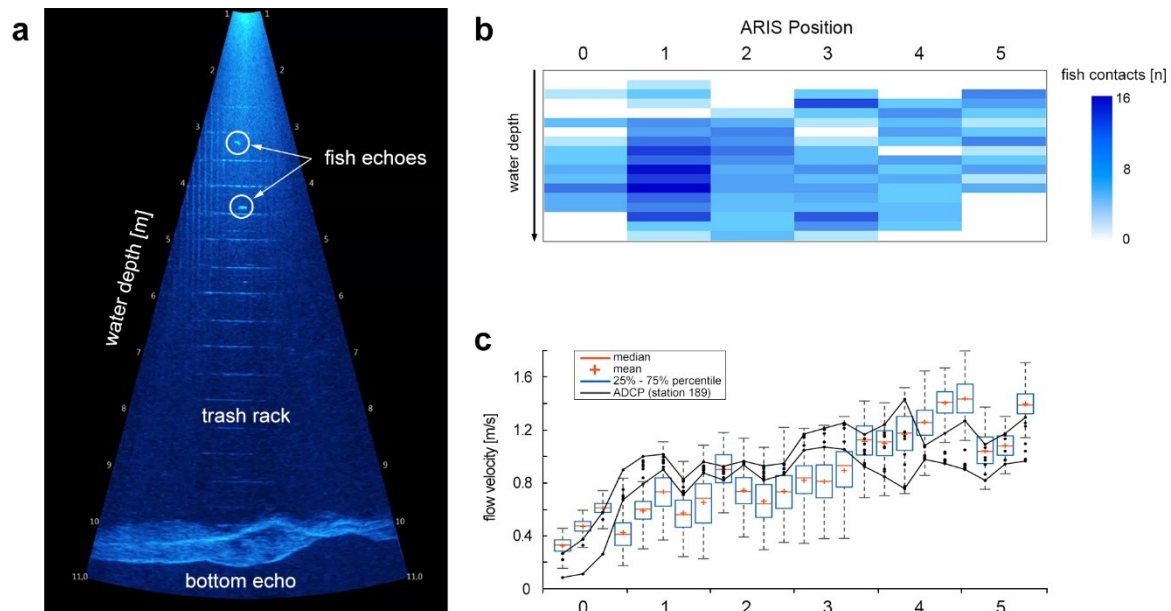 a
1 1
2 2
3 3
fish echoes
4 4
water depth [m]
5 5
6 6
7 7
trash rack
8 8
9 9
10 10
bottom echo
11,0 11,0
b
ARIS Position
0 1 2 3 4 5
fish contacts [n]
16
8
0
water depth
c
median
mean
25% - 75% percentile
ADCP (station 189)
flow velocity [m/s]
1.6
1.2
0.8
0.4
0
0 1 2 3 4 5